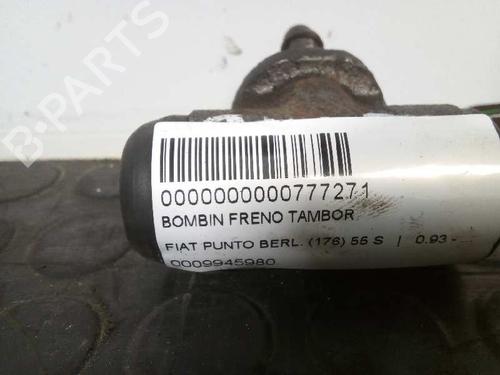 B-PARTS
0000000000777271
BOMBIN FRENO TAMBOR
FIAT PUNTO BERL. (176) 55 S | 0.93 -
0009945980